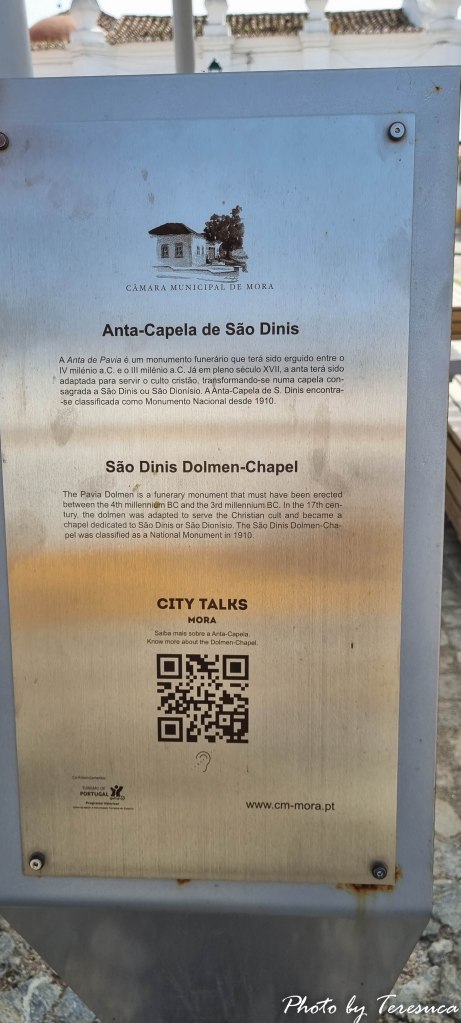 CÂMARA MUNICIPAL DE MORA
Anta-Capela de São Dinis
A Anta de Pavia é um monumento funerário que terá sido erguido entre o
IV milénio a.C. e o III milénio a.C. Já em pleno século XVII, a anta terá sido
adaptada para servir o culto cristão, transformando-se numa capela con-
sagrada a São Dinis ou São Dionísio. A Anta-Capela de S. Dinis encontra-
-se classificada como Monumento Nacional desde 1910.
São Dinis Dolmen-Chapel
The Pavia Dolmen is a funerary monument that must have been erected
between the 4th millennium BC and the 3rd millennium BC. In the 17th cen-
tury, the dolmen was adapted to serve the Christian cult and became a
chapel dedicated to São Dinis or São Dionísio. The São Dinis Dolmen-Cha-
pel was classified as a National Monument in 1910.
CITY TALKS
MORA
Saiba mais sobre a Anta-Capela.
Know more about the Dolmen-Chapel.
Co-financiamento:
TURISMO DE
PORTUGAL
Programa Valorizar
www.cm-mora.pt
Photo by Teresuca